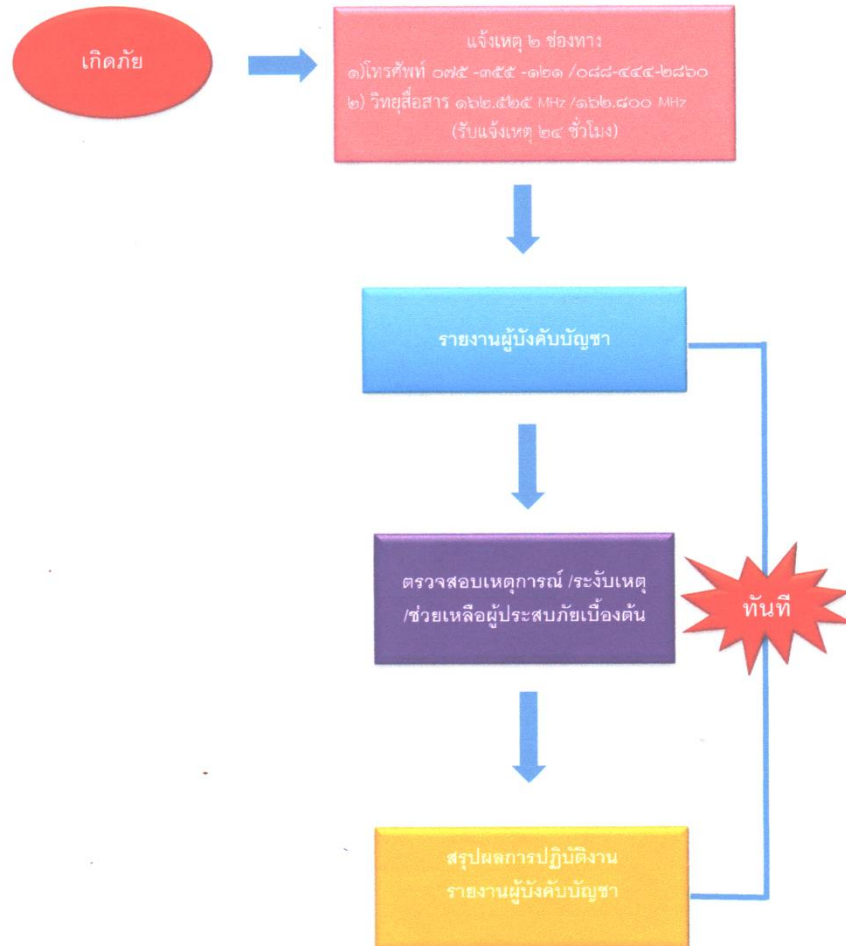 เกิดภัย
แจ้งเหตุ ๒ ช่องทาง
๑)โทรศัพท์ ๐๗๕ -๓๕๕ -๑๒๑ /๐๘๘-๔๔๔-๒๘๖๐
๒) วิทยุสื่อสาร ๑๖๒.๕๒๕ MHz /๑๖๒.๘๐๐ MHz
(รับแจ้งเหตุ ๒๔ ชั่วโมง)
รายงานผู้บังคับบัญชา
ตรวจสอบเหตุการณ์ /ระงับเหตุ
/ช่วยเหลือผู้ประสบภัยเบื้องต้น
ทันที
สรุปผลการปฏิบัติงาน
รายงานผู้บังคับบัญชา